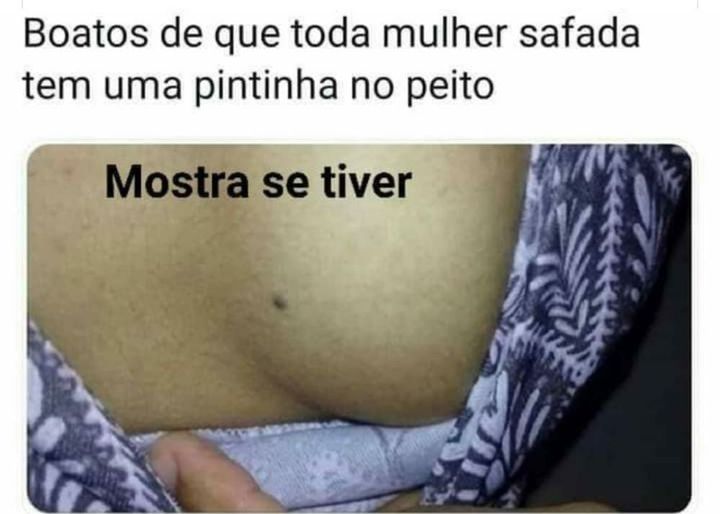 Boatos de que toda mulher safada
tem uma pintinha no peito
Mostra se tiver